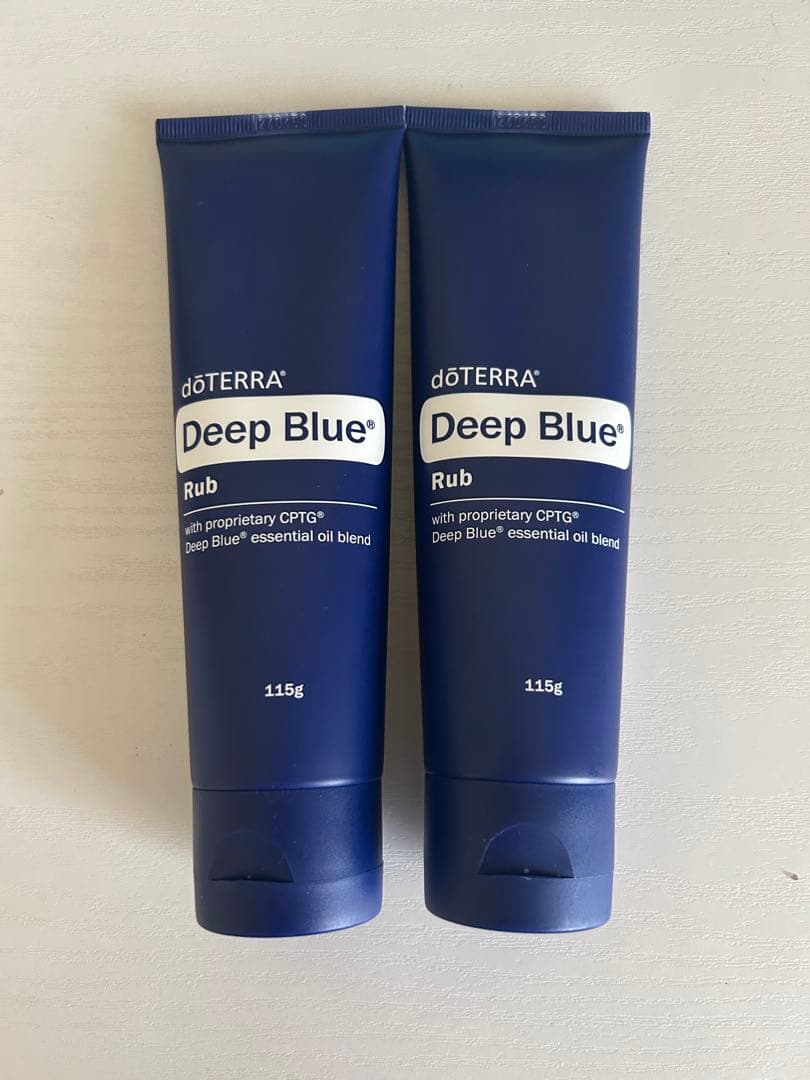 dōTERRA®
Deep Blue®
Rub
with proprietary CPTG®
Deep Blue® essential oil blend
115g
dōTERRA®
Deep Blue®
Rub
with proprietary CPTG®
Deep Blue® essential oil blend
115g